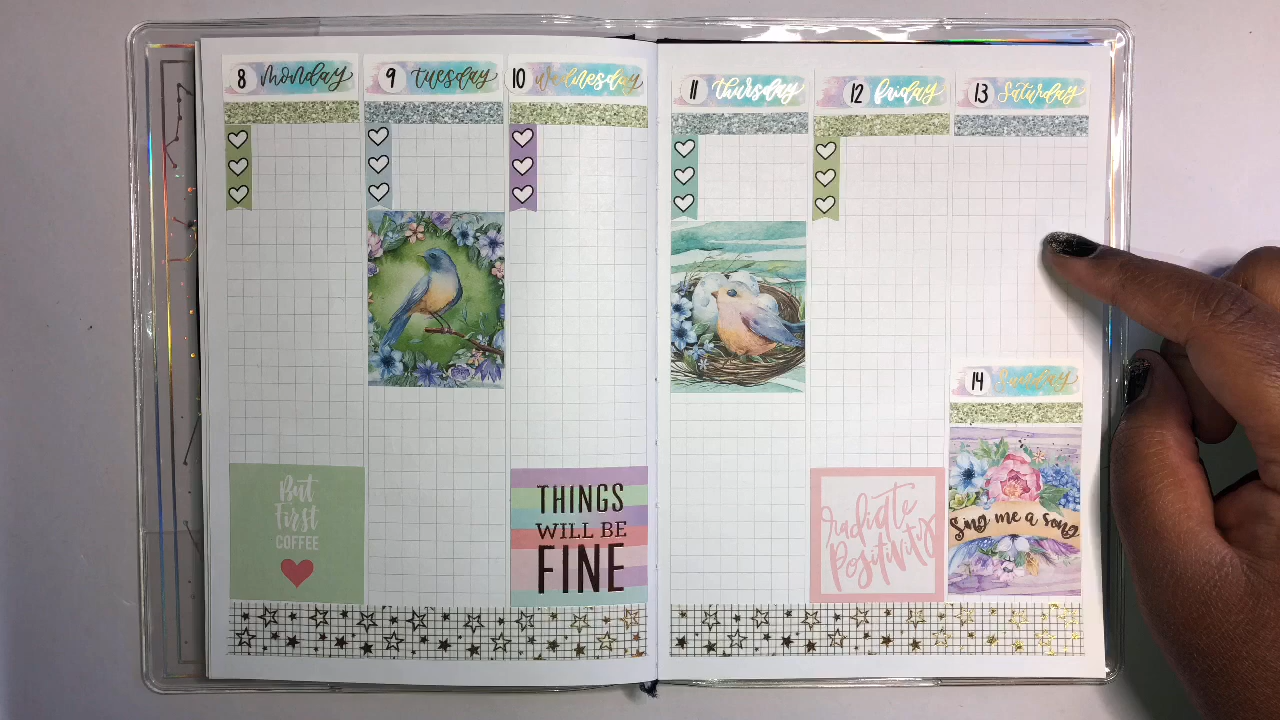 8 monday
9 tuesday
10 wednesday
11 thursday
12 friday
13 Saturday
14 Sunday
But
First
COFFEE
THINGS
WILL BE
FINE
radiate
Positivity
Sing me a song